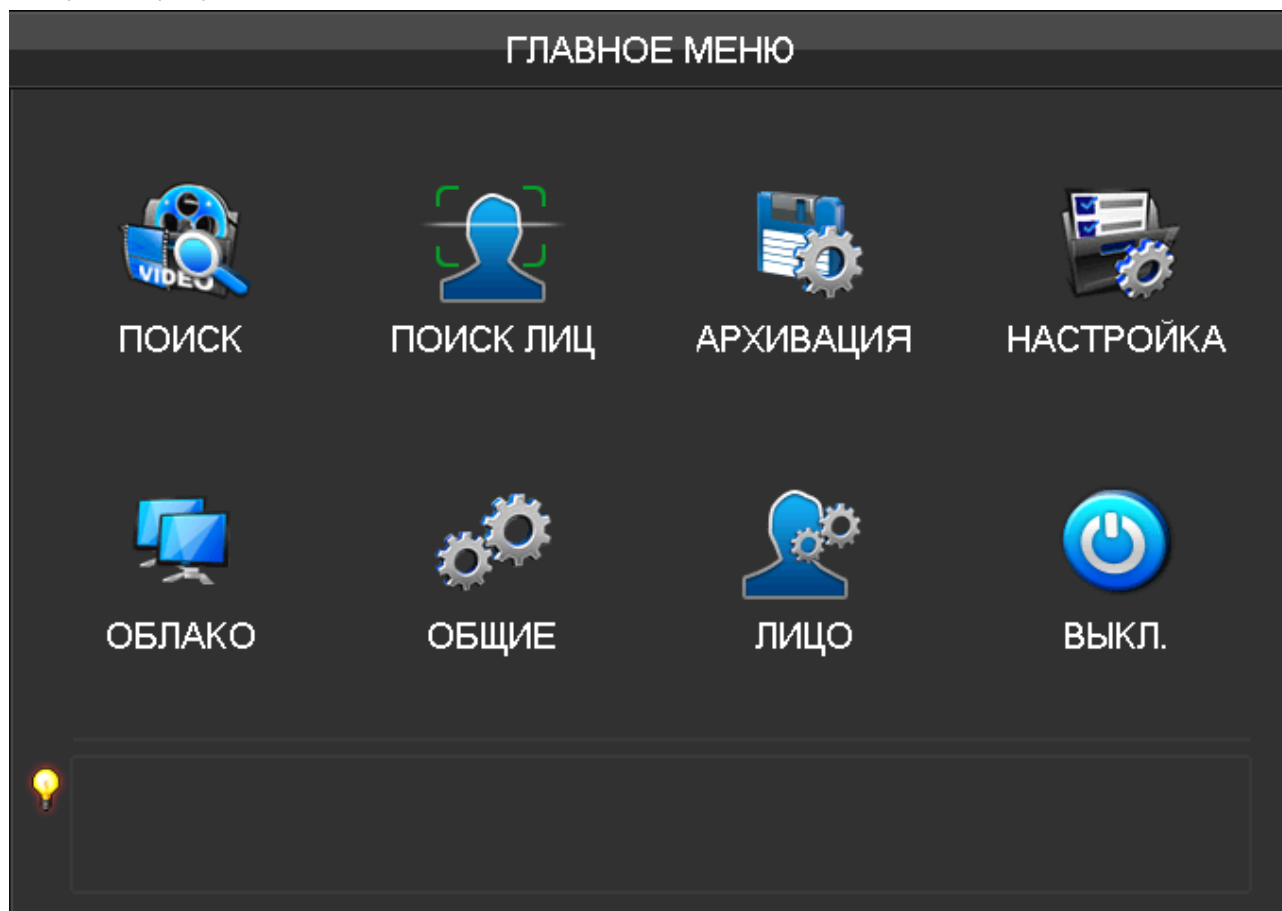 ГЛАВНОЕ МЕНЮ
VIDEO
ПОИСК
ПОИСК ЛИЦ
АРХИВАЦИЯ
НАСТРОЙКА
ОБЛАКО
ОБЩИЕ
ЛИЦО
ВЫКЛ.